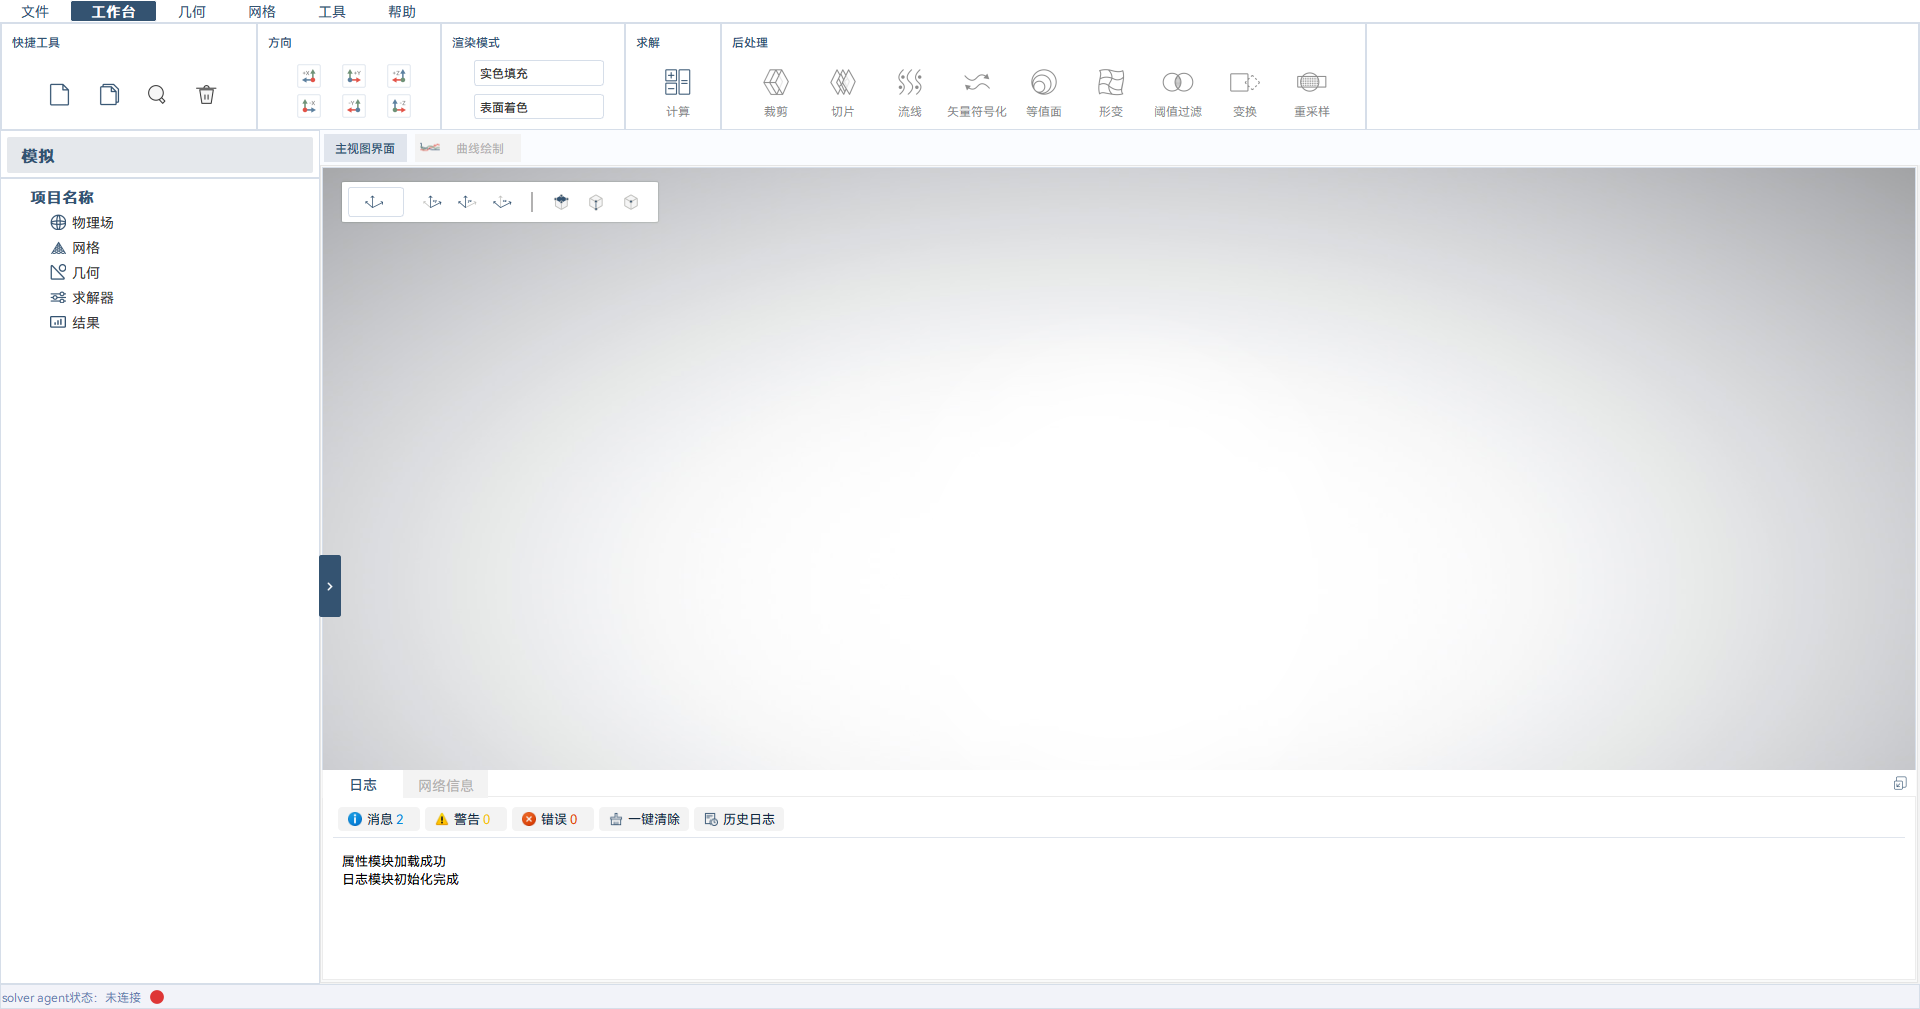 文件 工作台 几何 网格 工具 帮助
快捷工具 方向 渲染模式 求解 后处理
实色填充
表面着色
计算 裁剪 切片 流线 矢量符号化 等值面 形变 阈值过滤 变换 重采样
模拟
主视图界面 曲线绘制
项目名称
物理场
网格
几何
求解器
结果
日志 网络信息
消息 2 警告 0 错误 0 一键清除 历史日志
属性模块加载成功
日志模块初始化完成
solver agent状态: 未连接